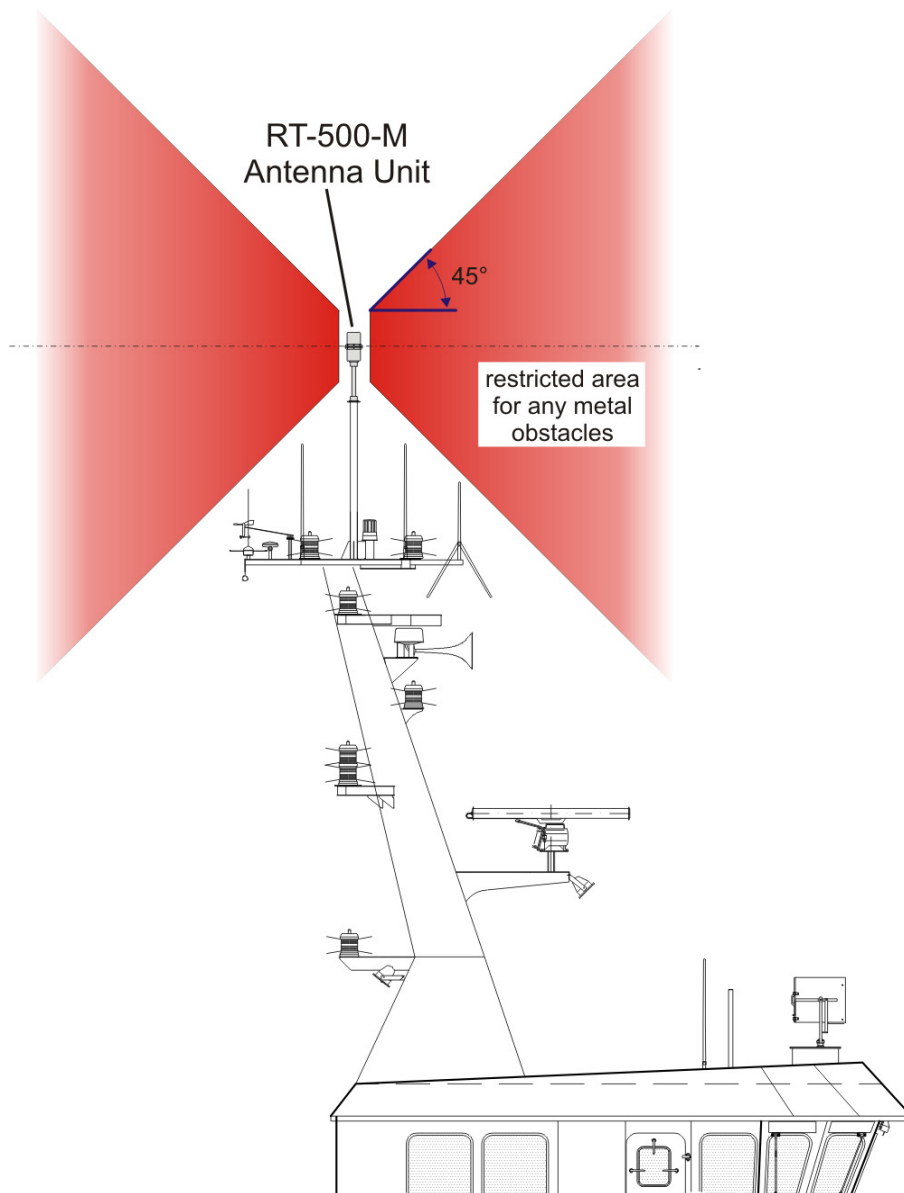 RT-500-M
Antenna Unit
45°
restricted area
for any metal
obstacles